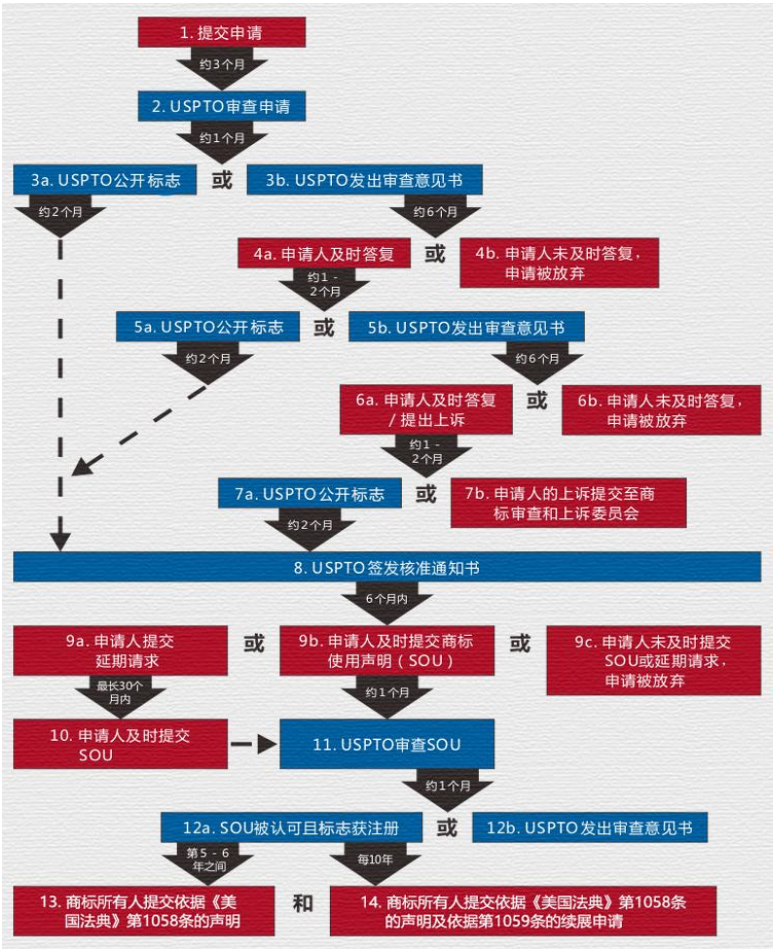 1. 提交申请
约3个月
2. USPTO审查申请
约1个月
3a. USPTO公开标志
或
3b. USPTO发出审查意见书
约2个月
约6个月
4a. 申请人及时答复
或
4b. 申请人未及时答复，
申请被放弃
约1 -
2个月
5a. USPTO公开标志
或
5b. USPTO发出审查意见书
约2个月
约6个月
6a. 申请人及时答复
/ 提出上诉
或
6b. 申请人未及时答复，
申请被放弃
约1 -
2个月
7a. USPTO公开标志
或
7b. 申请人的上诉提交至商
标审查和上诉委员会
约2个月
8. USPTO签发核准通知书
6个月内
9a. 申请人提交
延期请求
或
9b. 申请人及时提交商标
使用声明（SOU）
或
9c. 申请人未及时提交
SOU或延期请求，
申请被放弃
最长30个
月内
约1个月
10. 申请人及时提交
SOU
11. USPTO审查SOU
约1个月
12a. SOU被认可且标志获注册
或
12b. USPTO发出审查意见书
第5 - 6
年之间
每10年
13. 商标所有人提交依据《美
国法典》第1058条的声明
和
14. 商标所有人提交依据《美国法典》第1058条
的声明及依据第1059条的续展申请